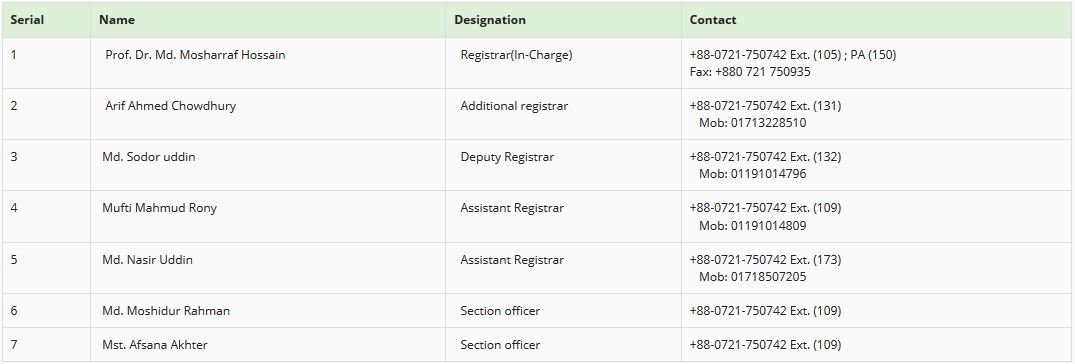 Serial Name Designation Contact
1 Prof. Dr. Md. Mosharraf Hossain Registrar(In-Charge) +88-0721-750742 Ext. (105) ; PA (150)
Fax: +880 721 750935
2 Arif Ahmed Chowdhury Additional registrar +88-0721-750742 Ext. (131)
Mob: 01713228510
3 Md. Sodor uddin Deputy Registrar +88-0721-750742 Ext. (132)
Mob: 01191014796
4 Mufti Mahmud Rony Assistant Registrar +88-0721-750742 Ext. (109)
Mob: 01191014809
5 Md. Nasir Uddin Assistant Registrar +88-0721-750742 Ext. (173)
Mob: 01718507205
6 Md. Moshidur Rahman Section officer +88-0721-750742 Ext. (109)
7 Mst. Afsana Akhter Section officer +88-0721-750742 Ext. (109)